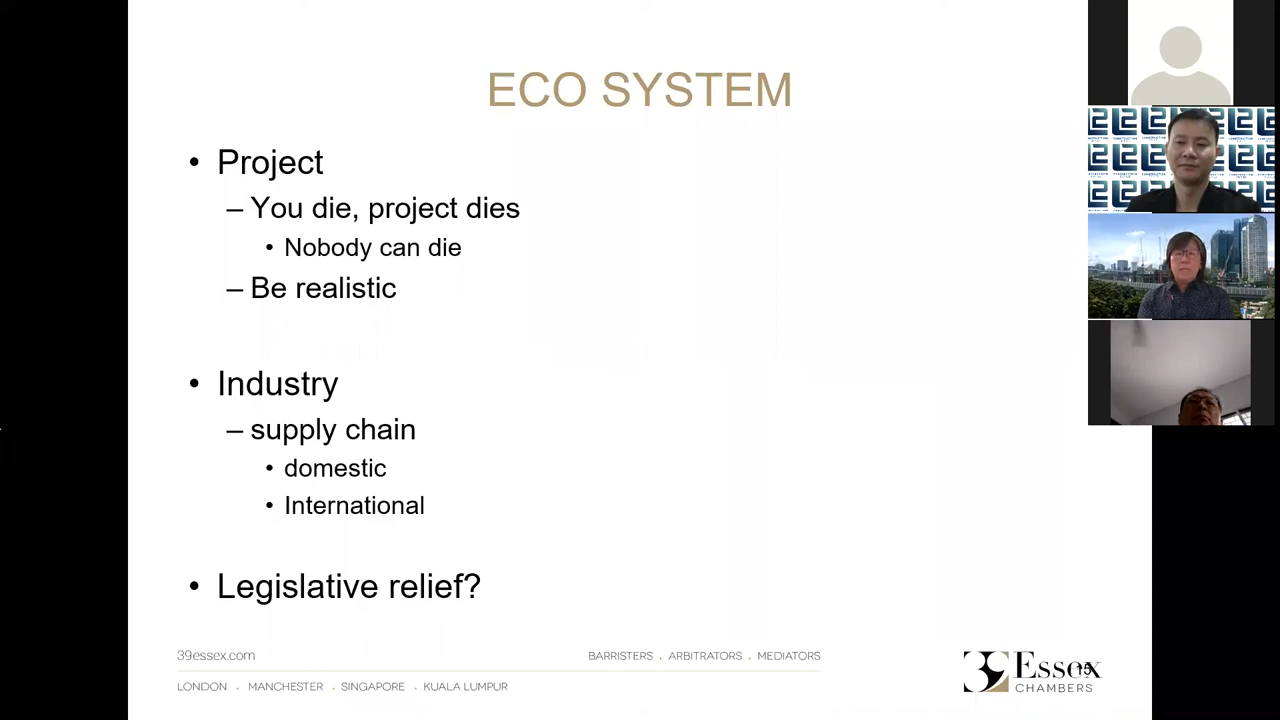 ECO SYSTEM
• Project
– You die, project dies
• Nobody can die
– Be realistic
• Industry
– supply chain
• domestic
• International
• Legislative relief?
39essex.com
BARRISTERS . ARBITRATORS . MEDIATORS
LONDON . MANCHESTER . SINGAPORE . KUALA LUMPUR
39 Essex
CHAMBERS
15